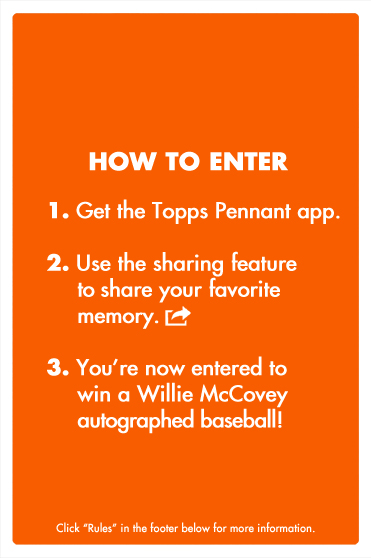 HOW TO ENTER
1. Get the Topps Pennant app.
2. Use the sharing feature
to share your favorite
memory.
3. You’re now entered to
win a Willie McCovey
autographed baseball!
Click “Rules” in the footer below for more information.